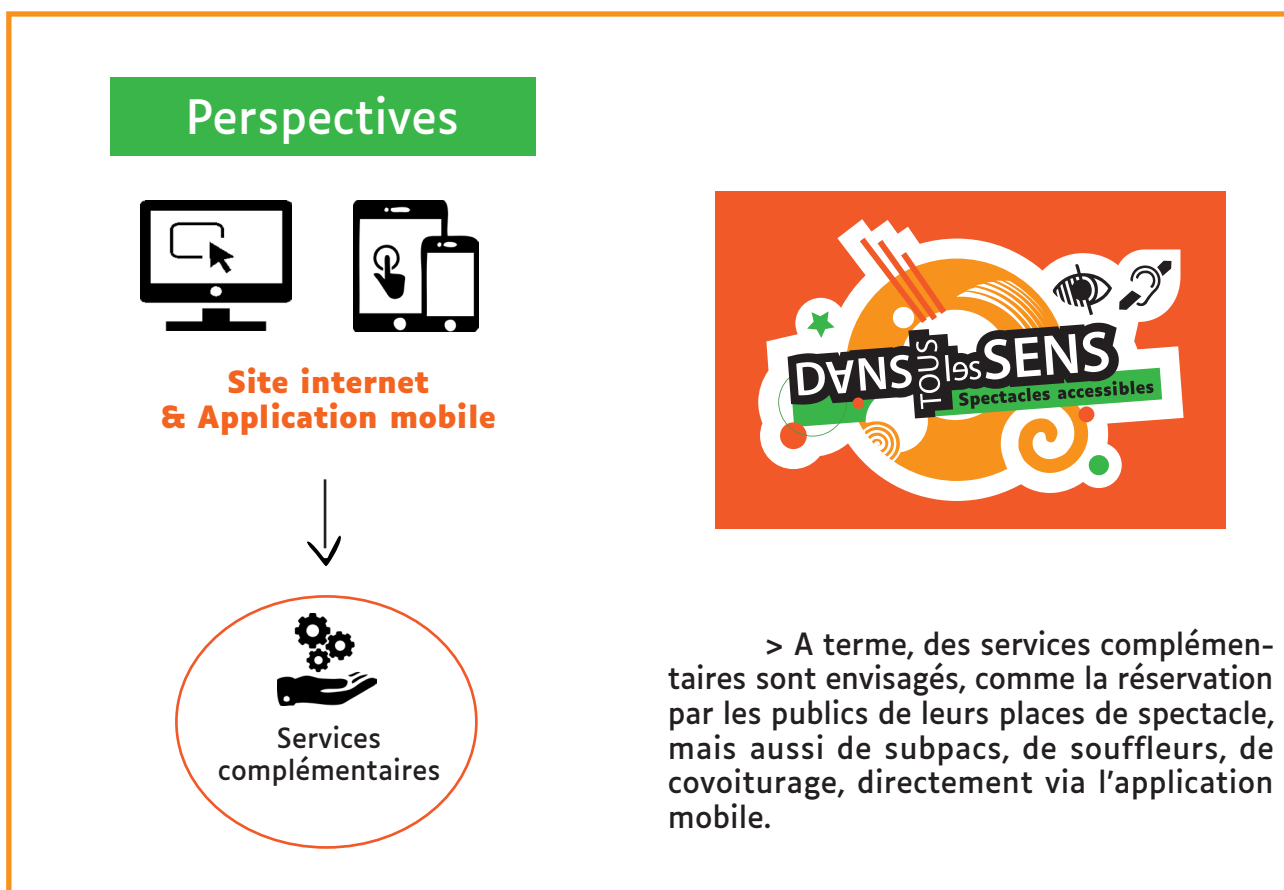 Perspectives
Site internet
& Application mobile
Services
complémentaires
DANS TOUS les SENS
Spectacles accessibles
> A terme, des services complémen-
taires sont envisagés, comme la réservation
par les publics de leurs places de spectacle,
mais aussi de subpacs, de souffleurs, de
covoiturage, directement via l'application
mobile.